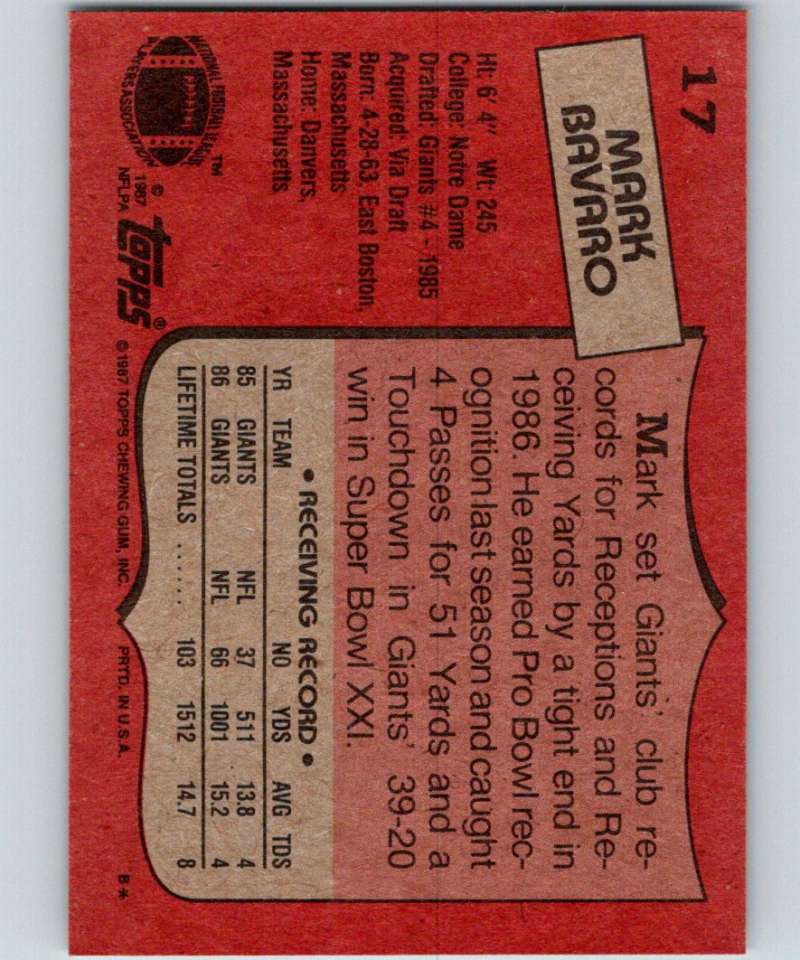 17
MARK
BAVARO
Ht: 6' 4" Wt: 245
College: Notre Dame
Drafted: Giants #4 - 1985
Acquired: Via Draft
Born: 4-28-63, East Boston,
Massachusetts
Home: Danvers,
Massachusetts
NATIONAL FOOTBALL LEAGUE
PLAYERS ASSOCIATION
™
© 1987
NFLPA
topps®
Mark set Giants' club re-
cords for Receptions and Re-
ceiving Yards by a tight end in
1986. He earned Pro Bowl rec-
ognition last season and caught
4 Passes for 51 Yards and a
Touchdown in Giants' 39-20
win in Super Bowl XXI.
• RECEIVING RECORD •
YR TEAM NO YDS AVG TDS
85 GIANTS NFL 37 511 13.8 4
86 GIANTS NFL 66 1001 15.2 4
LIFETIME TOTALS ...... 103 1512 14.7 8
© 1987 TOPPS CHEWING GUM, INC. PRTD. IN U.S.A. B*